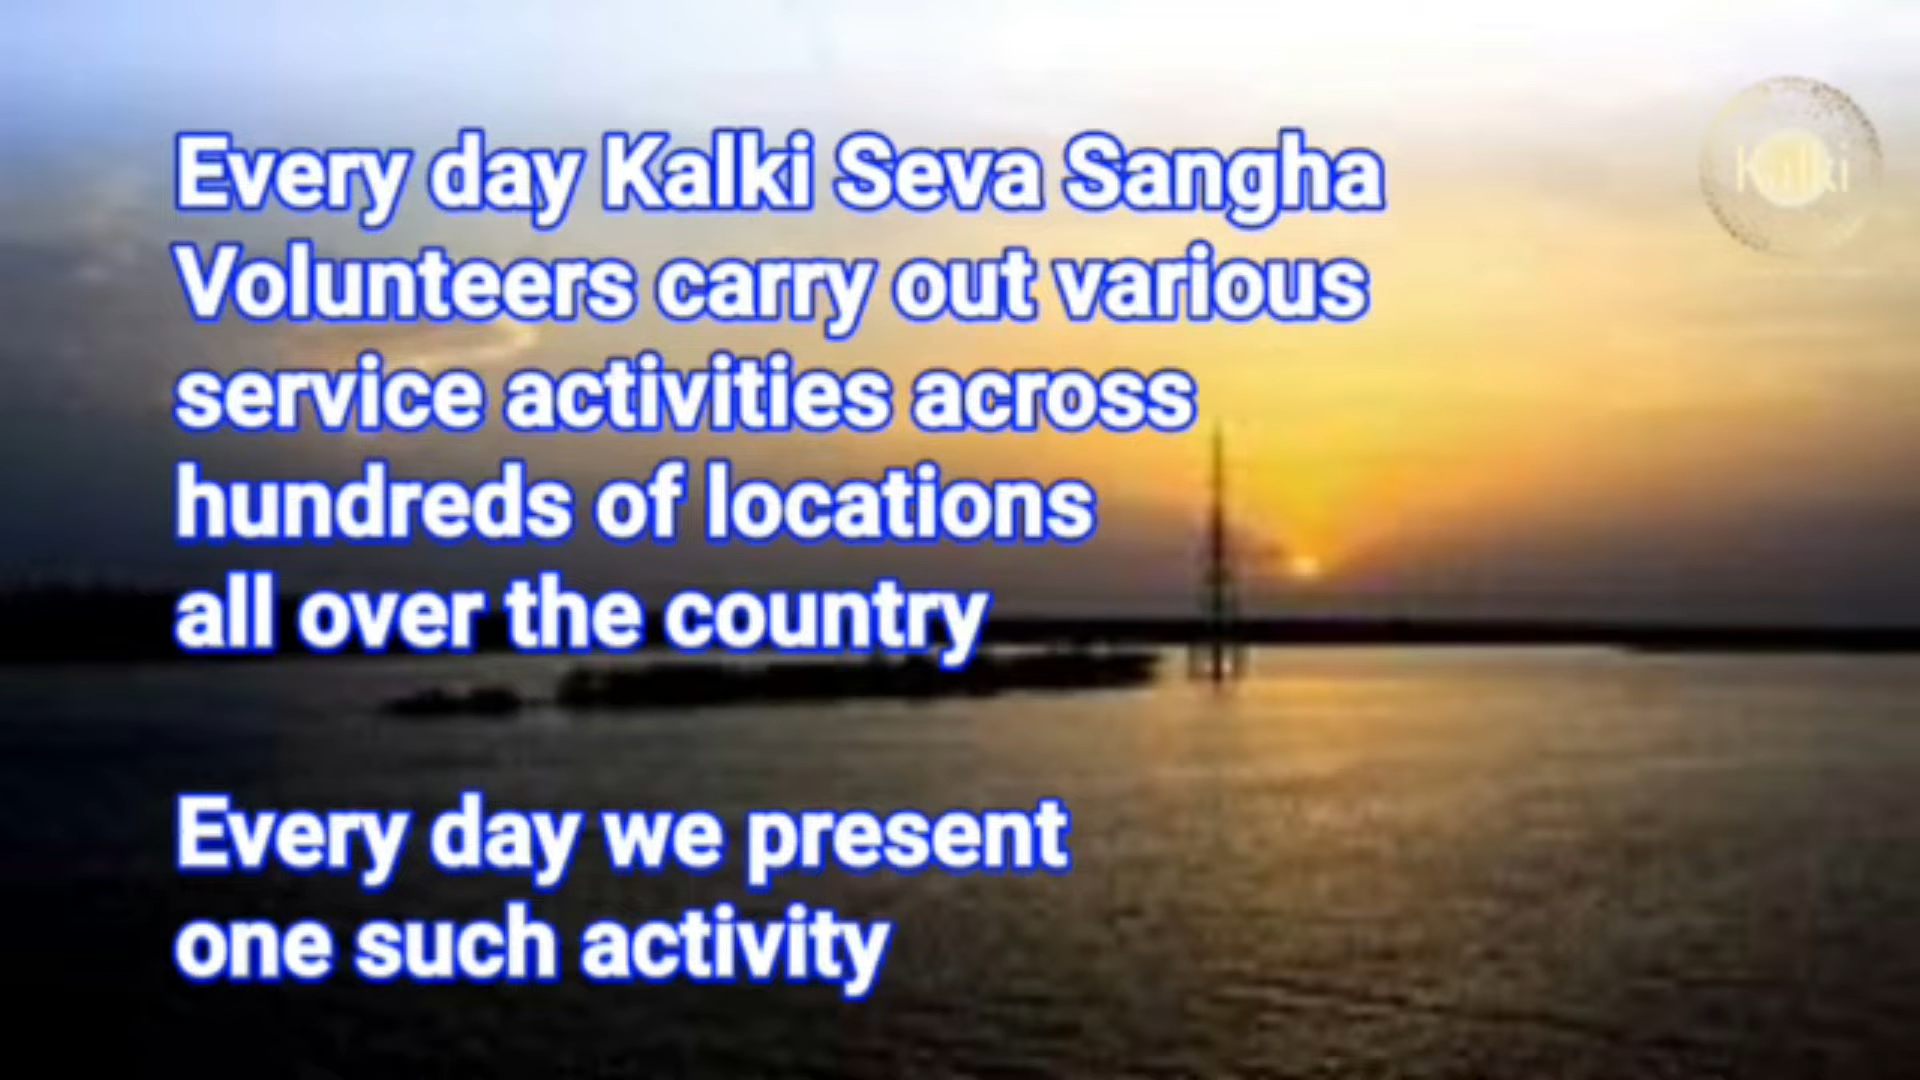 Every day Kalki Seva Sangha
Volunteers carry out various
service activities across
hundreds of locations
all over the country
Every day we present
one such activity
Kalki